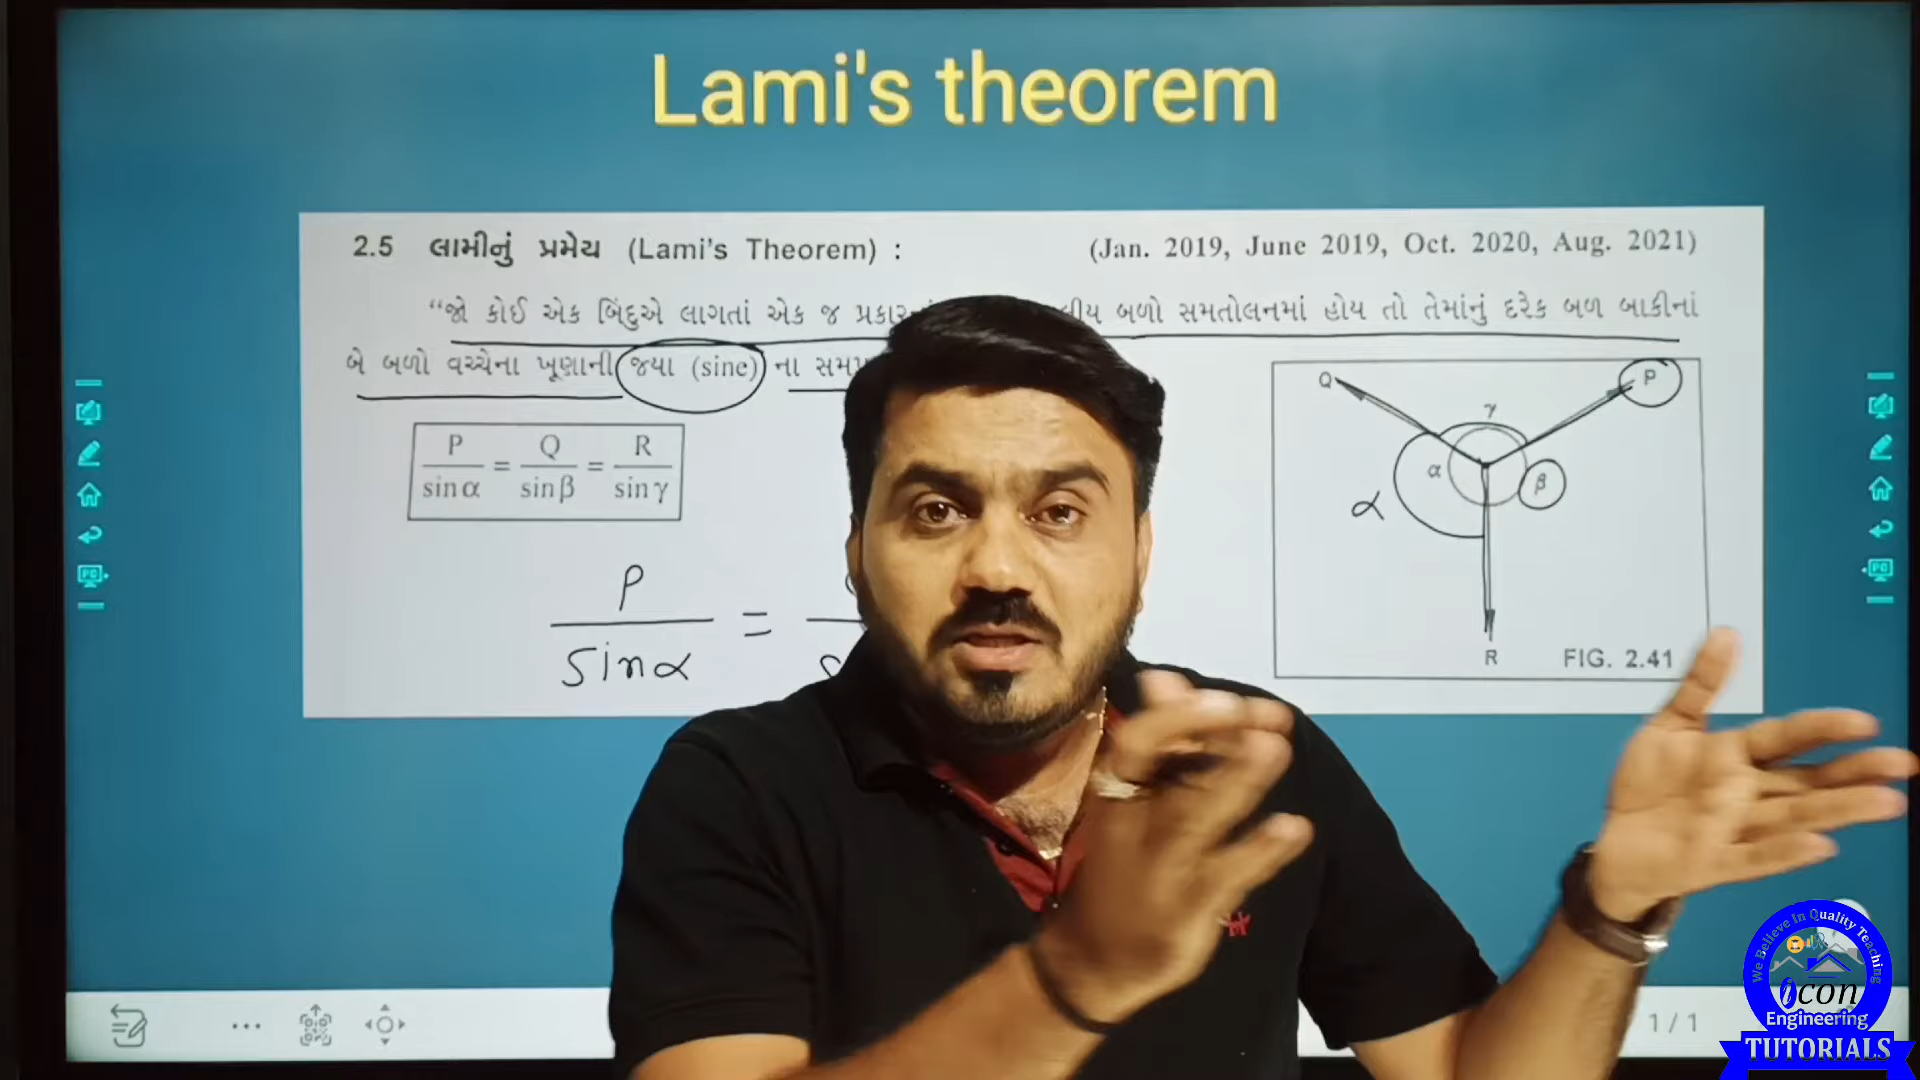 Lami's theorem
2.5 લામીનું પ્રમેય (Lami's Theorem) : (Jan. 2019, June 2019, Oct. 2020, Aug. 2021)
“જો કોઈ એક બિંદુએ લાગતાં એક જ બળો સમતોલનમાં હોય તો તેમાંનું દરેક બળ બાકીનાં
બે બળો વચ્ચેના ખૂણાની જ્યા (sine) ના
P/sin α = Q/sin β = R/sin γ
P/sin α =
Q P
γ
α β
α
R FIG. 2.41
PC PC
1 / 1
We Believe In Quality Teaching
icon
Engineering
TUTORIALS